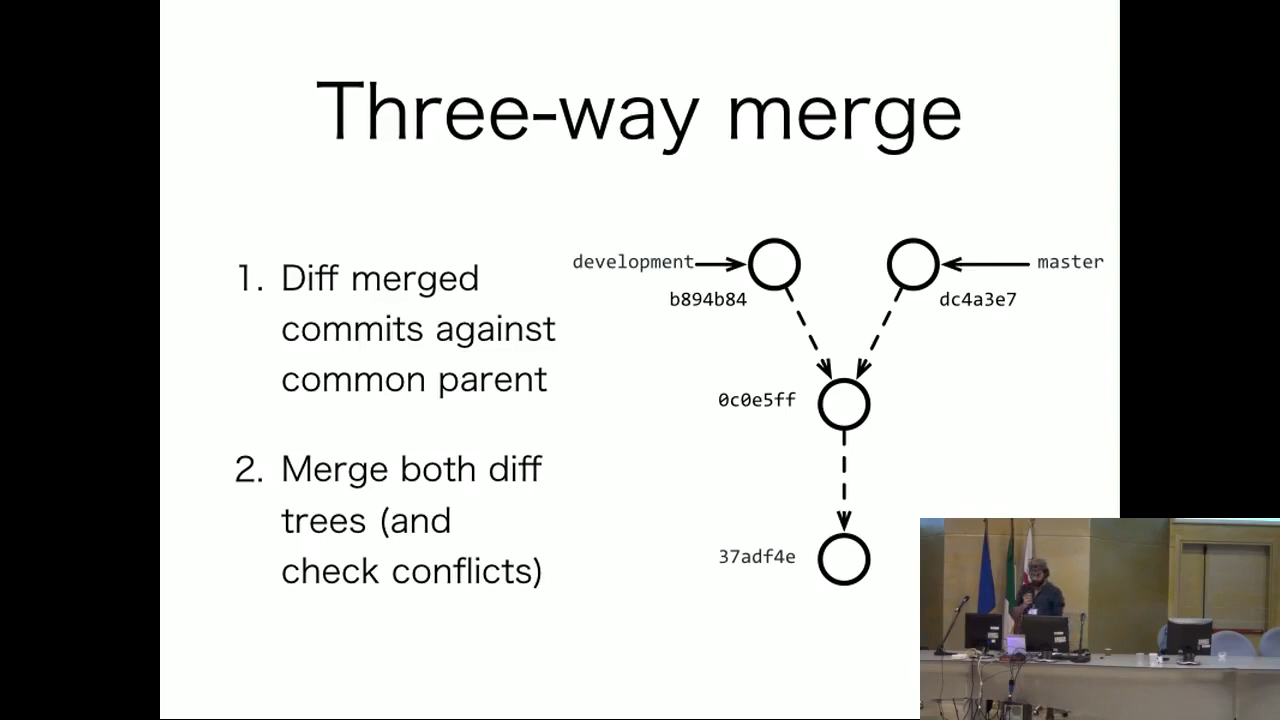 Three-way merge
1. Diff merged
commits against
common parent
2. Merge both diff
trees (and
check conflicts)
development
master
b894b84
dc4a3e7
0c0e5ff
37adf4e